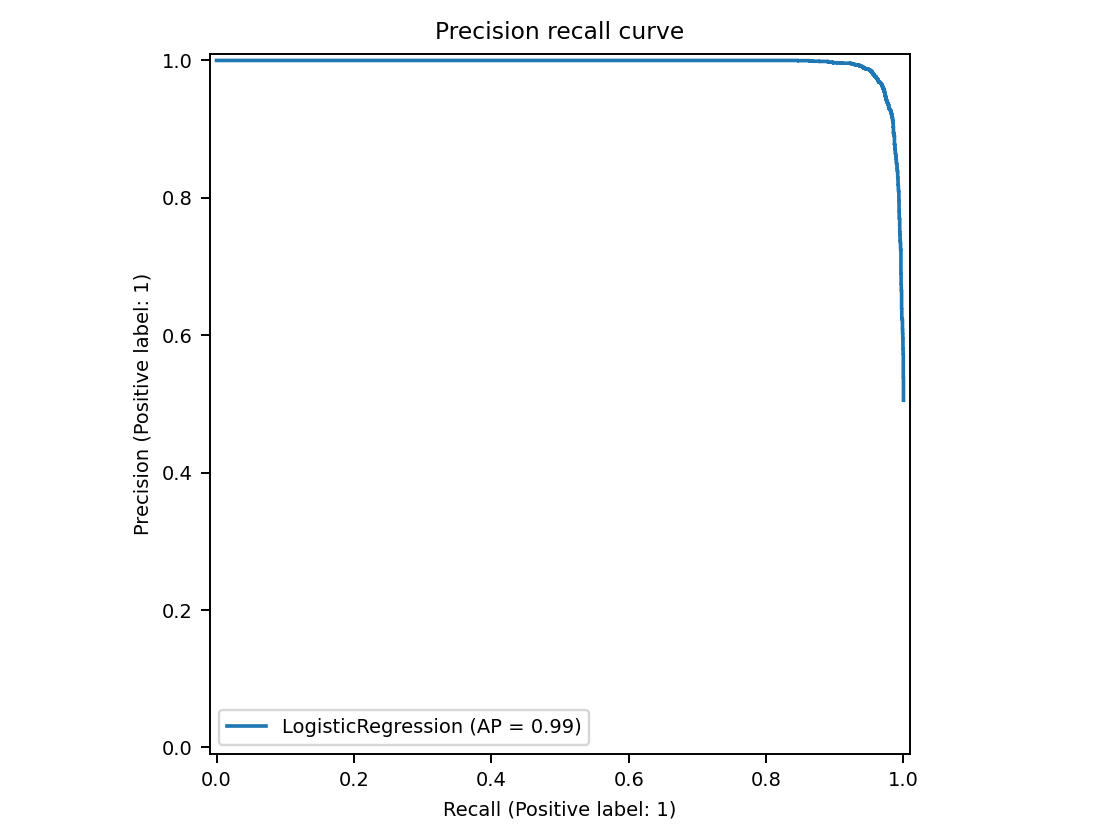 Precision recall curve
1.0
0.8
0.6
0.4
0.2
0.0
Precision (Positive label: 1)
LogisticRegression (AP = 0.99)
0.0 0.2 0.4 0.6 0.8 1.0
Recall (Positive label: 1)